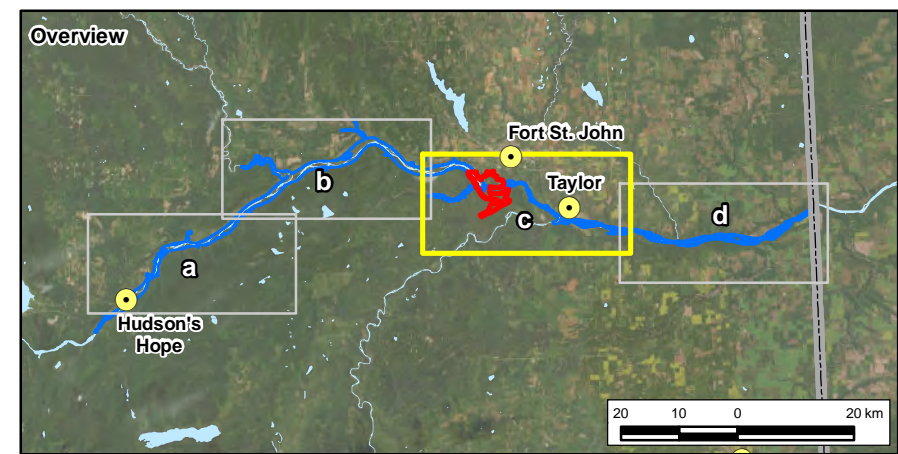 Overview
Fort St. John
Taylor
b
c
d
a
Hudson's
Hope
20 10 0 20 km